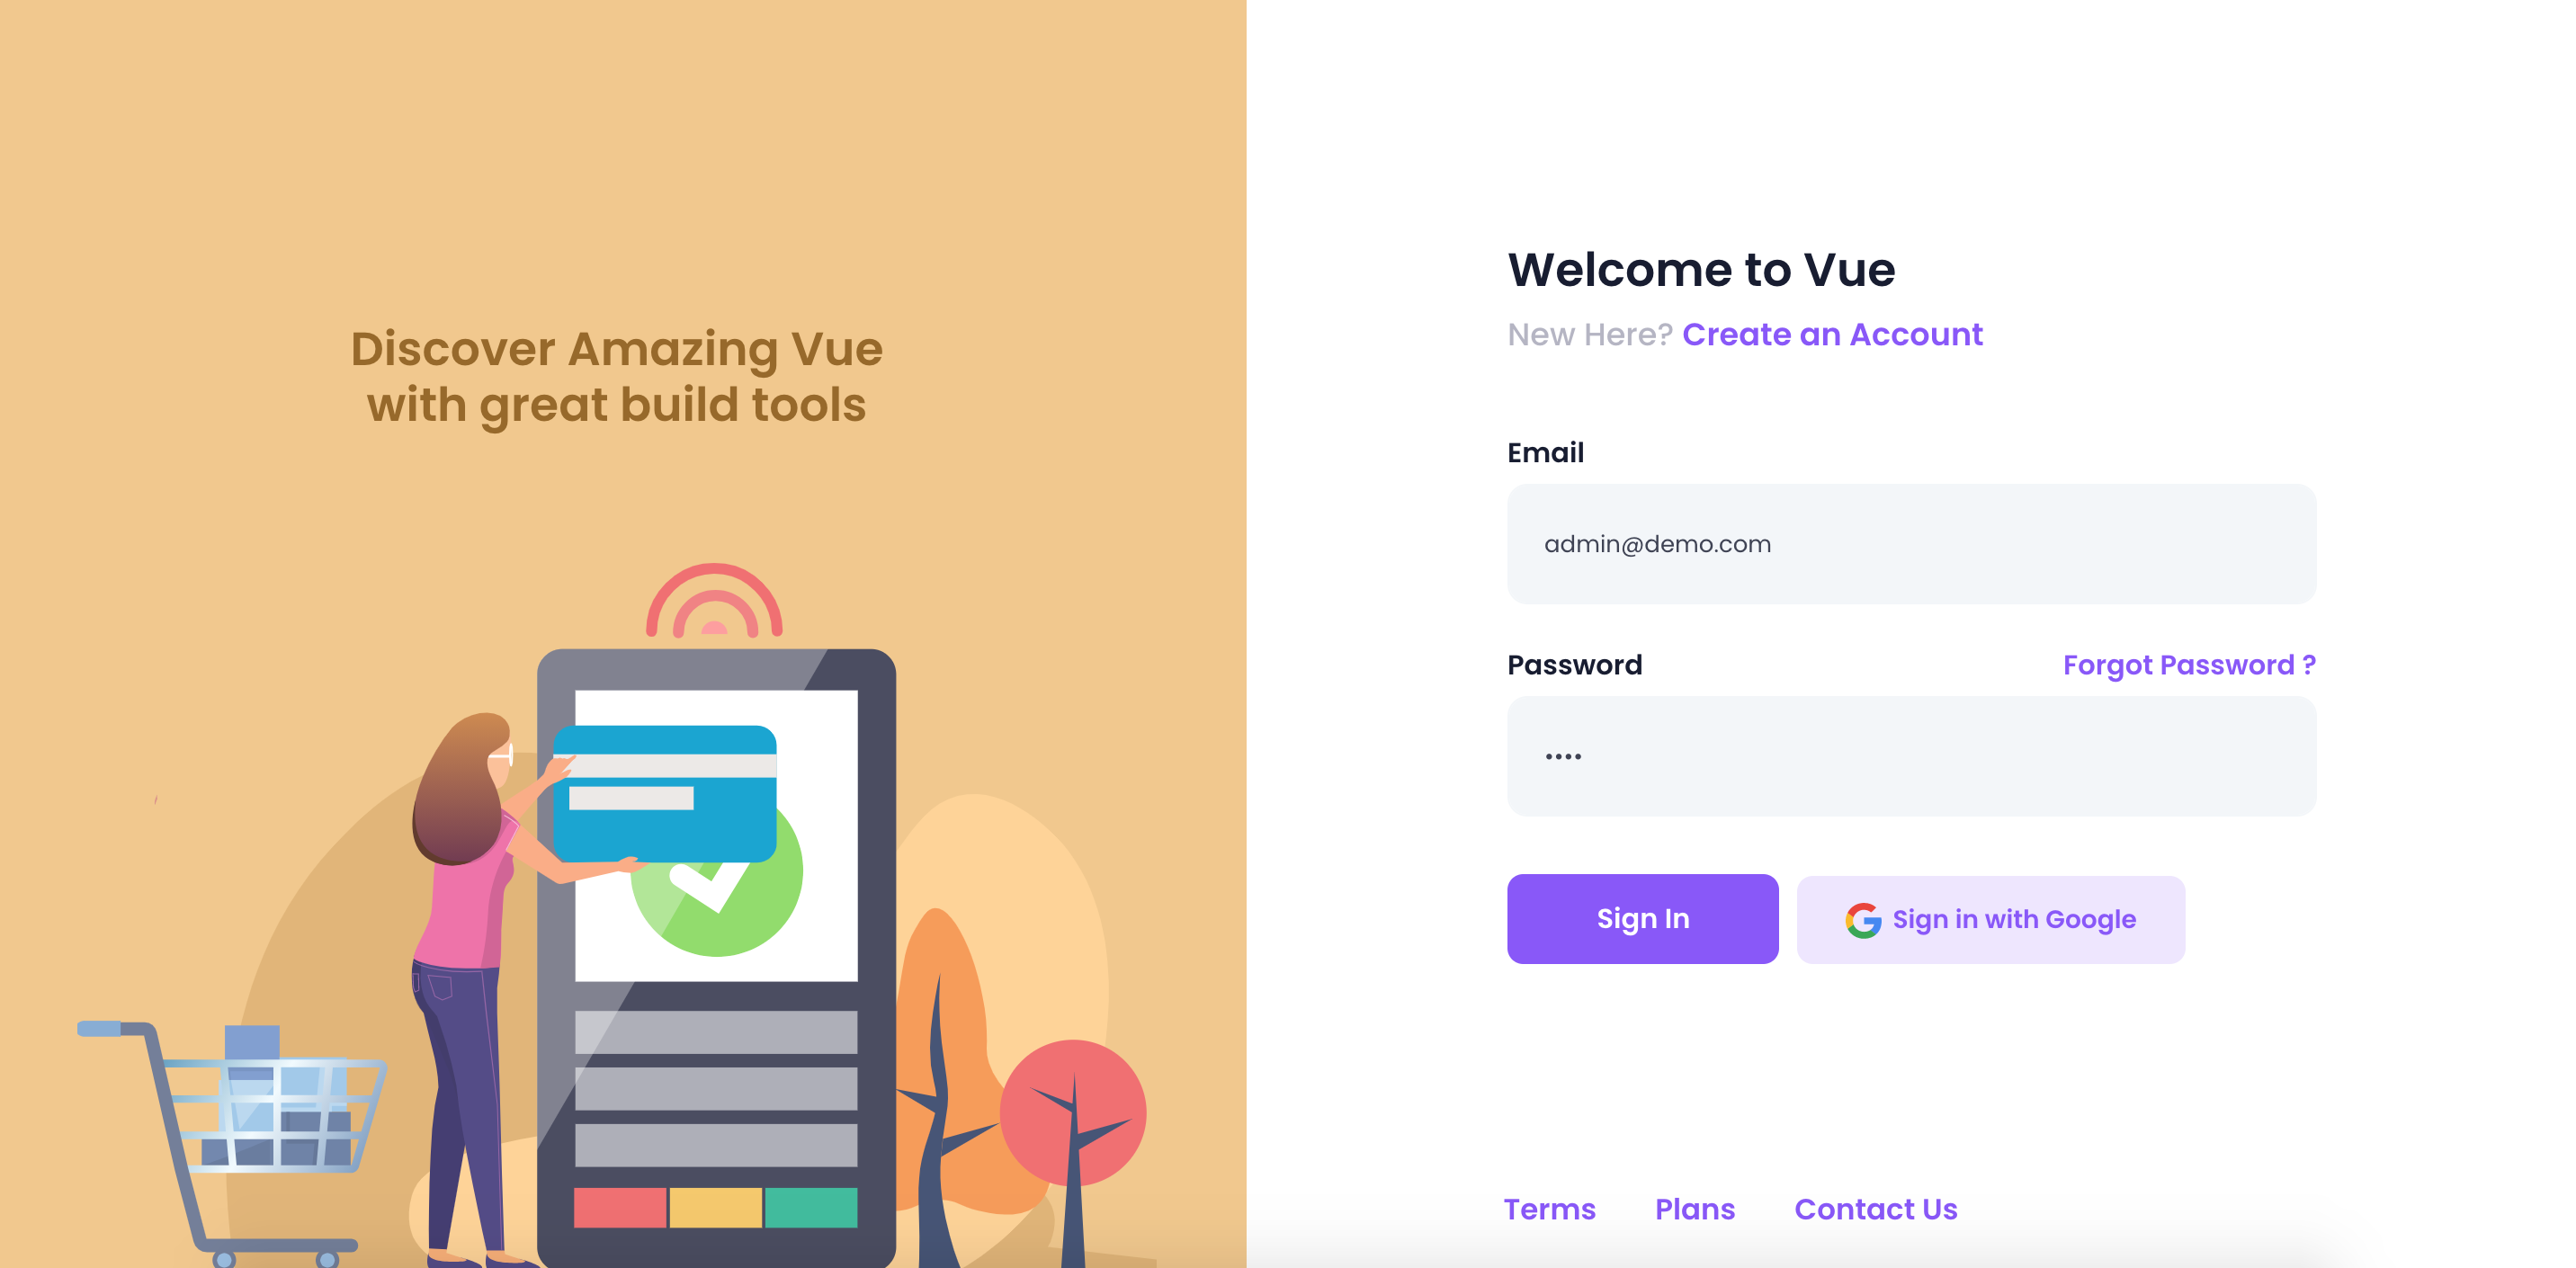 Discover Amazing Vue
with great build tools
Welcome to Vue
New Here? Create an Account
Email
admin@demo.com
Password Forgot Password ?
••••
Sign In Sign in with Google
Terms Plans Contact Us